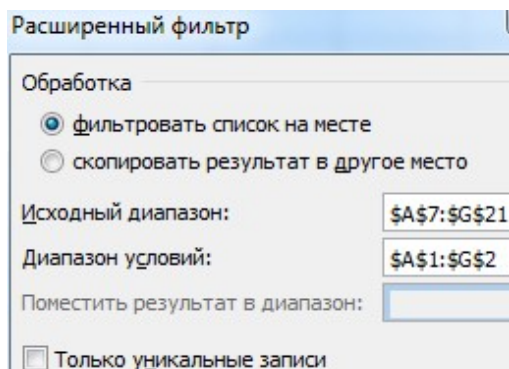 Расширенный фильтр
Обработка
фильтровать список на месте
скопировать результат в другое место
Исходный диапазон: $A$7:$G$21
Диапазон условий: $A$1:$G$2
Поместить результат в диапазон:
Только уникальные записи